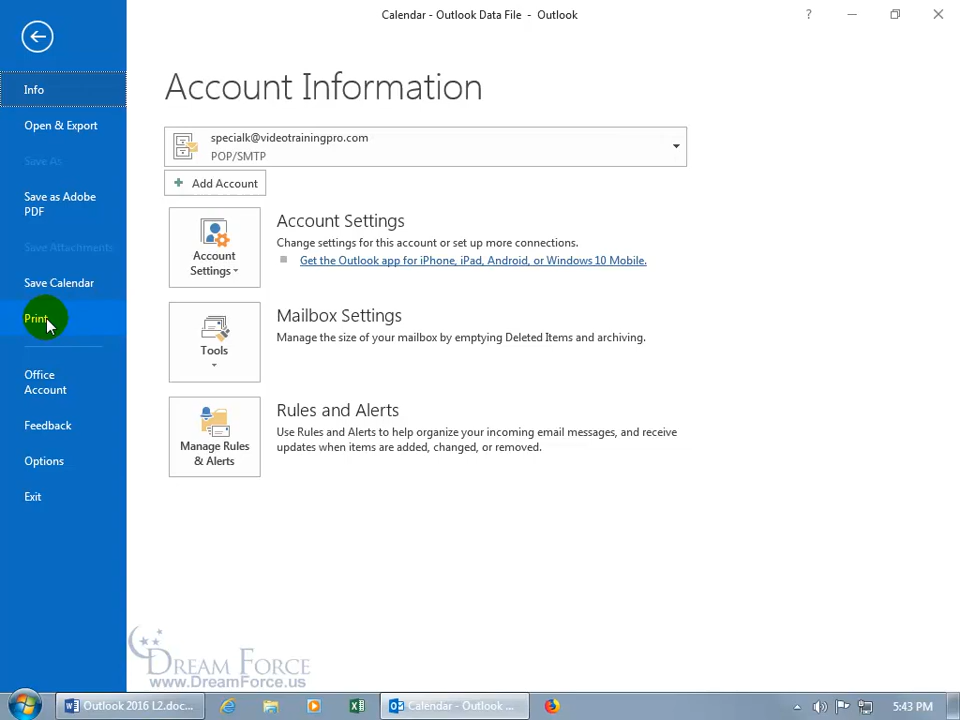 Calendar - Outlook Data File - Outlook
?
Info
Open & Export
Save As
Save as Adobe
PDF
Save Attachments
Save Calendar
Print
Office
Account
Feedback
Options
Exit
Account Information
specialk@videotrainingpro.com
POP/SMTP
Add Account
Account
Settings
Account Settings
Change settings for this account or set up more connections.
Get the Outlook app for iPhone, iPad, Android, or Windows 10 Mobile.
Tools
Mailbox Settings
Manage the size of your mailbox by emptying Deleted Items and archiving.
Manage Rules
& Alerts
Rules and Alerts
Use Rules and Alerts to help organize your incoming email messages, and receive
updates when items are added, changed, or removed.
DREAM FORCE
www.DreamForce.us
Outlook 2016 L2.doc...
Calendar - Outlook ...
5:43 PM